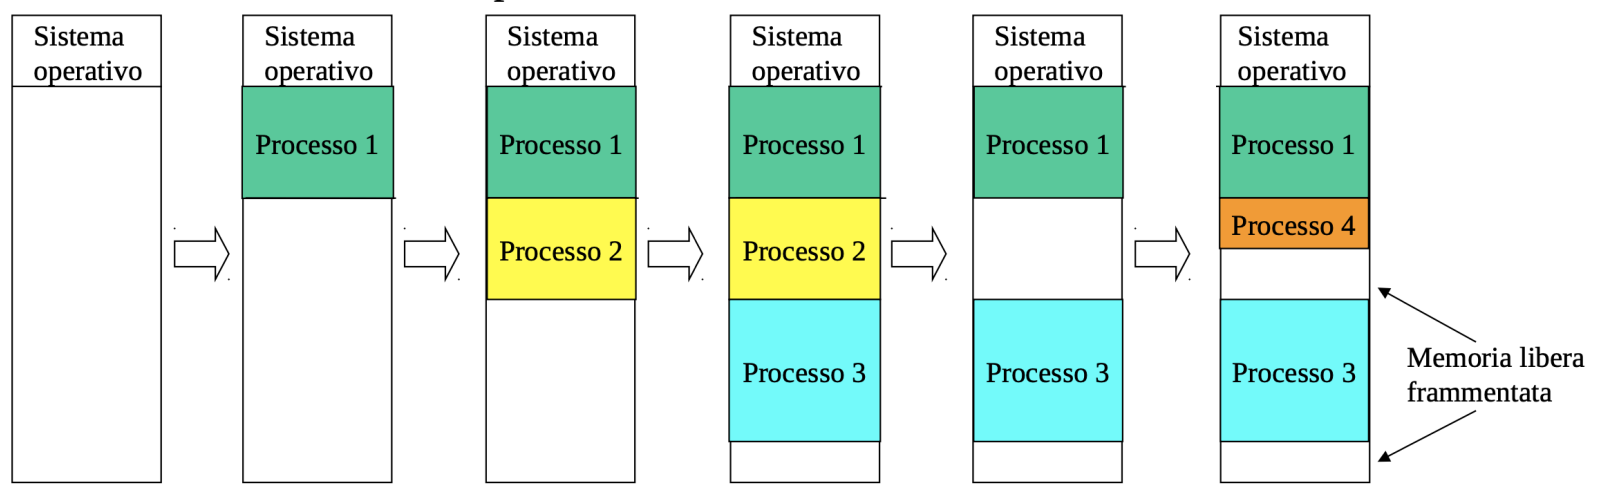 Sistema
operativo
Sistema
operativo
Processo 1
Sistema
operativo
Processo 1
Processo 2
Sistema
operativo
Processo 1
Processo 2
Processo 3
Sistema
operativo
Processo 1
Processo 3
Sistema
operativo
Processo 1
Processo 4
Processo 3
Memoria libera
frammentata